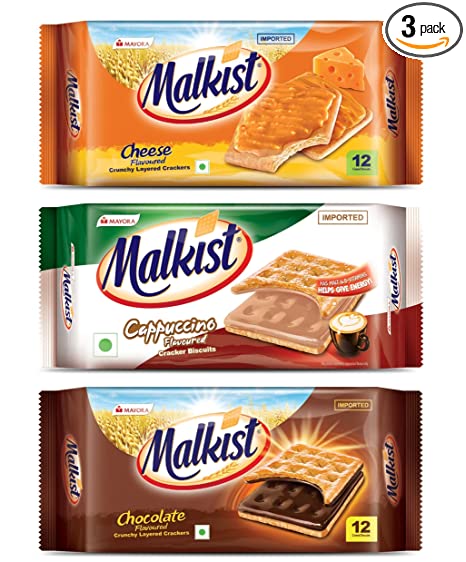 3 pack
MAYORA
IMPORTED
Malkist
Malkist
Cheese
Flavoured
Crunchy Layered Crackers
12
MAYORA
IMPORTED
Malkist
Malkist
HAS MALT & B-VITAMINS
HELPS GIVE ENERGY
Cappuccino
Flavoured
Cracker Biscuits
MAYORA
IMPORTED
Malkist
Malkist
Chocolate
Flavoured
Crunchy Layered Crackers
12